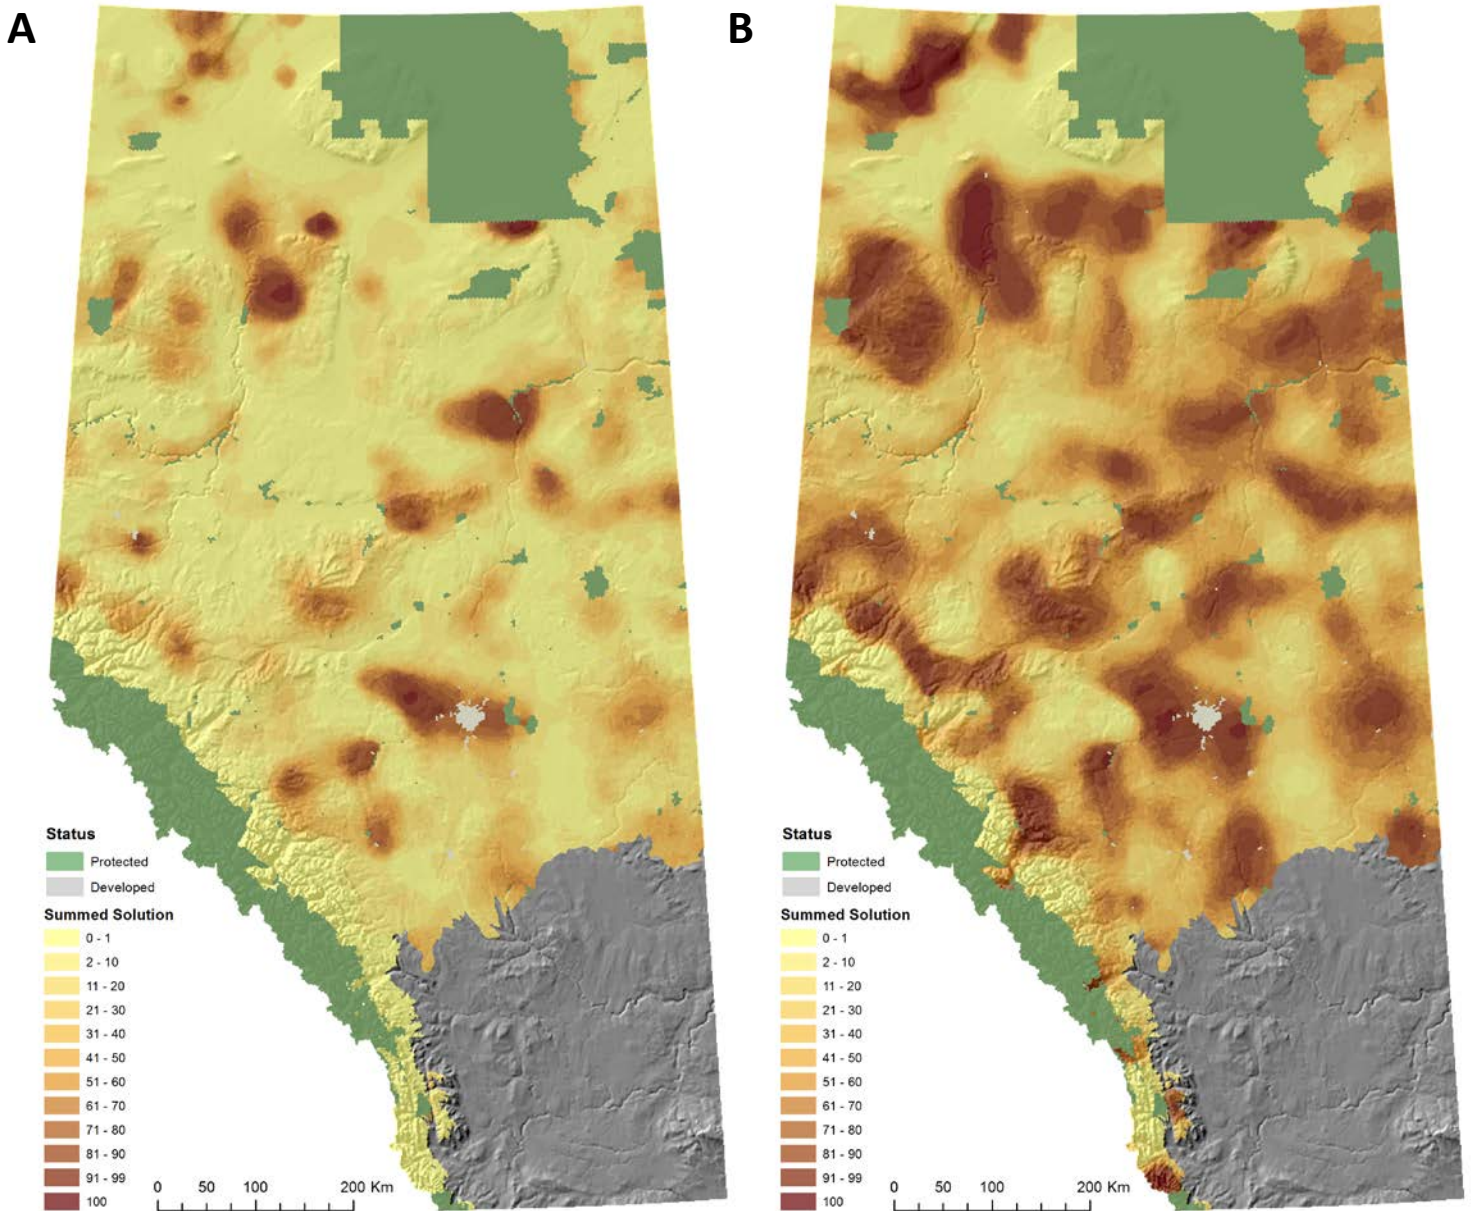 A
B
Status
Protected
Developed
Summed Solution
0 - 1
2 - 10
11 - 20
21 - 30
31 - 40
41 - 50
51 - 60
61 - 70
71 - 80
81 - 90
91 - 99
100
0 50 100 200 Km
Status
Protected
Developed
Summed Solution
0 - 1
2 - 10
11 - 20
21 - 30
31 - 40
41 - 50
51 - 60
61 - 70
71 - 80
81 - 90
91 - 99
100
0 50 100 200 Km